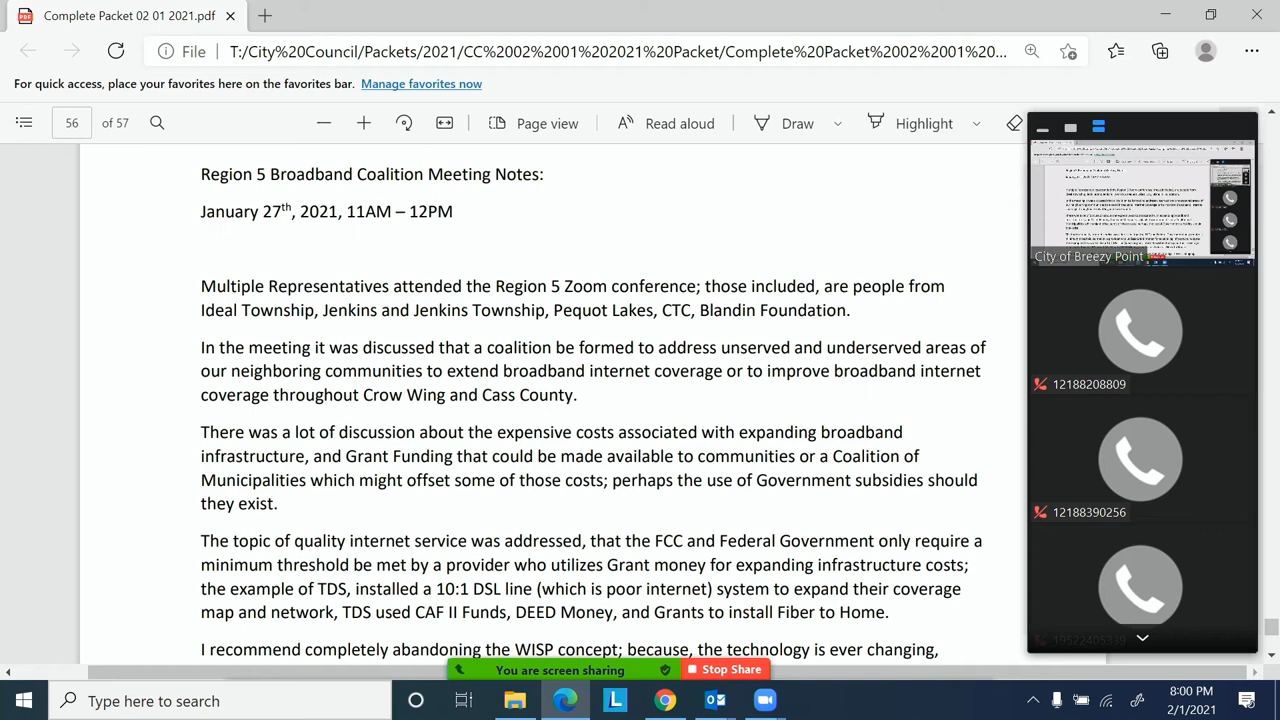 Complete Packet 02 01 2021.pdf
File
T:/City%20Council/Packets/2021/CC%2002%2001%202021%20Packet/Complete%20Packet%2002%2001%20...
For quick access, place your favorites here on the favorites bar. Manage favorites now
56 of 57
Page view
Read aloud
Draw
Highlight
Region 5 Broadband Coalition Meeting Notes:
January 27th, 2021, 11AM – 12PM
Multiple Representatives attended the Region 5 Zoom conference; those included, are people from
Ideal Township, Jenkins and Jenkins Township, Pequot Lakes, CTC, Blandin Foundation.
In the meeting it was discussed that a coalition be formed to address unserved and underserved areas of
our neighboring communities to extend broadband internet coverage or to improve broadband internet
coverage throughout Crow Wing and Cass County.
There was a lot of discussion about the expensive costs associated with expanding broadband
infrastructure, and Grant Funding that could be made available to communities or a Coalition of
Municipalities which might offset some of those costs; perhaps the use of Government subsidies should
they exist.
The topic of quality internet service was addressed, that the FCC and Federal Government only require a
minimum threshold be met by a provider who utilizes Grant money for expanding infrastructure costs;
the example of TDS, installed a 10:1 DSL line (which is poor internet) system to expand their coverage
map and network, TDS used CAF II Funds, DEED Money, and Grants to install Fiber to Home.
I recommend completely abandoning the WISP concept; because, the technology is ever changing,
City of Breezy Point
12188208809
12188390256
19522405339
You are screen sharing
Stop Share
Type here to search
8:00 PM
2/1/2021